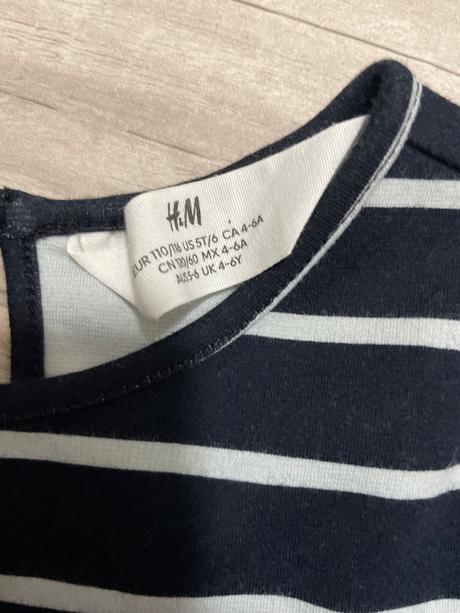 H&M
EUR 110/116 US 5T/6 CA 4-6A
CN 120/60 MX 4-6A
AUS 5-6 UK 4-6Y